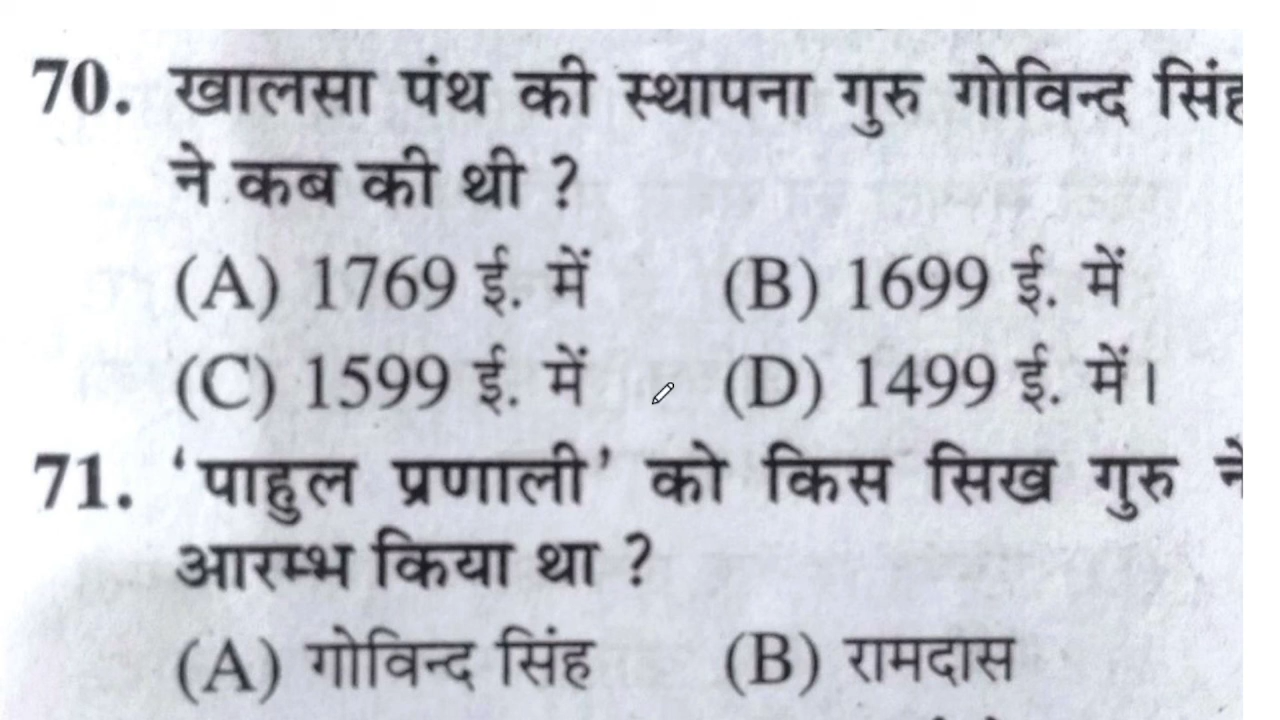 70. खालसा पंथ की स्थापना गुरु गोविन्द सिंह
ने कब की थी ?
(A) 1769 ई. में (B) 1699 ई. में
(C) 1599 ई. में (D) 1499 ई. में।
71. ‘पाहुल प्रणाली’ को किस सिख गुरु ने
आरम्भ किया था ?
(A) गोविन्द सिंह (B) रामदास